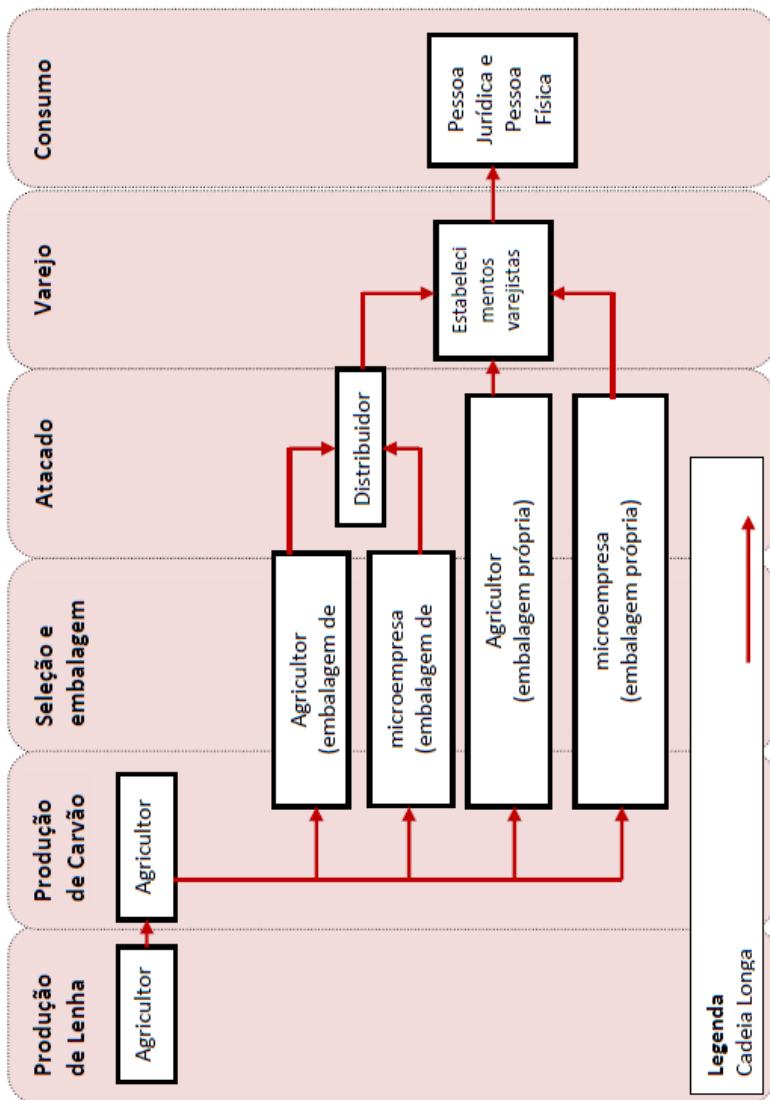 Produção
de Lenha
Produção
de Carvão
Seleção e
embalagem
Atacado
Varejo
Consumo
Agricultor
Agricultor
Agricultor
(embalagem de
microempresa
(embalagem de
Distribuidor
Agricultor
(embalagem própria)
microempresa
(embalagem própria)
Estabeleci
mentos
varejistas
Pessoa
Jurídica e
Pessoa
Física
Legenda
Cadeia Longa